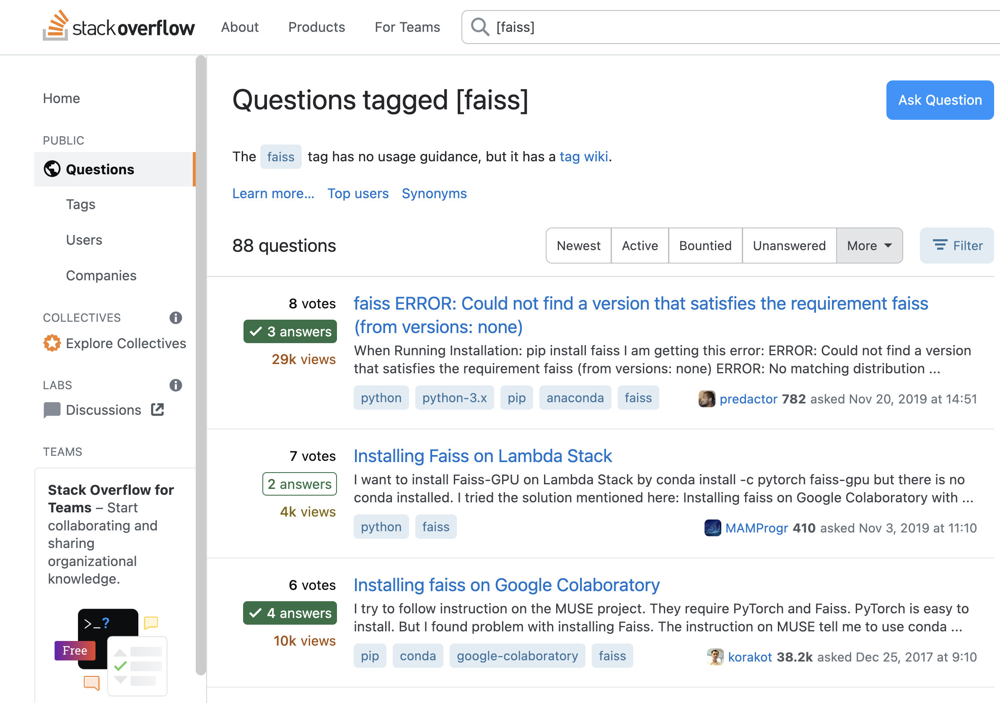 stackoverflow
About
Products
For Teams
[faiss]
Home
PUBLIC
Questions
Tags
Users
Companies
COLLECTIVES
Explore Collectives
LABS
Discussions
TEAMS
Stack Overflow for
Teams – Start
collaborating and
sharing
organizational
knowledge.
>_?
Free
Questions tagged [faiss]
Ask Question
The faiss tag has no usage guidance, but it has a tag wiki.
Learn more… Top users Synonyms
88 questions
Newest Active Bountied Unanswered More
Filter
8 votes
3 answers
29k views
faiss ERROR: Could not find a version that satisfies the requirement faiss
(from versions: none)
When Running Installation: pip install faiss I am getting this error: ERROR: Could not find a version
that satisfies the requirement faiss (from versions: none) ERROR: No matching distribution ...
python python-3.x pip anaconda faiss
predactor 782 asked Nov 20, 2019 at 14:51
7 votes
2 answers
4k views
Installing Faiss on Lambda Stack
I want to install Faiss-GPU on Lambda Stack by conda install -c pytorch faiss-gpu but there is no
conda installed. I tried the solution mentioned here: Installing faiss on Google Colaboratory with ...
python faiss
MAMProgr 410 asked Nov 3, 2019 at 11:10
6 votes
4 answers
10k views
Installing faiss on Google Colaboratory
I try to follow instruction on the MUSE project. They require PyTorch and Faiss. PyTorch is easy to
install. But I found problem with installing Faiss. The instruction on MUSE tell me to use conda ...
pip conda google-colaboratory faiss
korakot 38.2k asked Dec 25, 2017 at 9:10